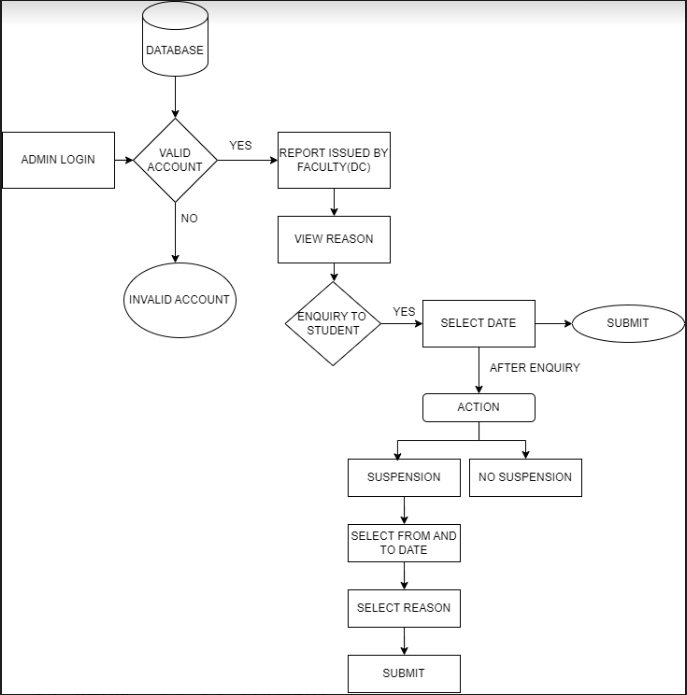 DATABASE
ADMIN LOGIN
VALID
ACCOUNT
YES
REPORT ISSUED BY
FACULTY(DC)
NO
VIEW REASON
INVALID ACCOUNT
ENQUIRY TO
STUDENT
YES
SELECT DATE
SUBMIT
AFTER ENQUIRY
ACTION
SUSPENSION
NO SUSPENSION
SELECT FROM AND
TO DATE
SELECT REASON
SUBMIT